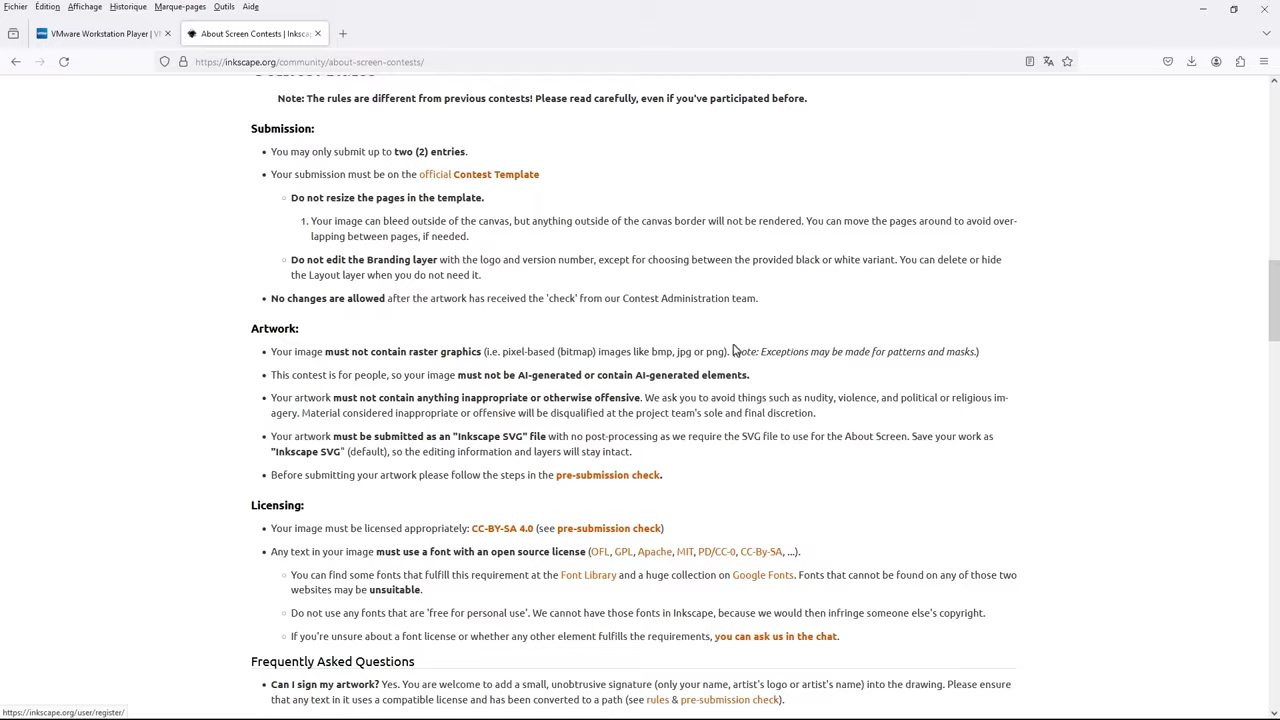 Fichier Édition Affichage Historique Marque-pages Outils Aide
VMware Workstation Player | V
About Screen Contests | Inksca
https://inkscape.org/community/about-screen-contests/
Note: The rules are different from previous contests! Please read carefully, even if you've participated before.
Submission:
• You may only submit up to two (2) entries.
• Your submission must be on the official Contest Template
◦ Do not resize the pages in the template.
1. Your image can bleed outside of the canvas, but anything outside of the canvas border will not be rendered. You can move the pages around to avoid over-
lapping between pages, if needed.
◦ Do not edit the Branding layer with the logo and version number, except for choosing between the provided black or white variant. You can delete or hide
the Layout layer when you do not need it.
• No changes are allowed after the artwork has received the 'check' from our Contest Administration team.
Artwork:
• Your image must not contain raster graphics (i.e. pixel-based (bitmap) images like bmp, jpg or png). ote: Exceptions may be made for patterns and masks.)
• This contest is for people, so your image must not be AI-generated or contain AI-generated elements.
• Your artwork must not contain anything inappropriate or otherwise offensive. We ask you to avoid things such as nudity, violence, and political or religious im-
agery. Material considered inappropriate or offensive will be disqualified at the project team's sole and final discretion.
• Your artwork must be submitted as an "Inkscape SVG" file with no post-processing as we require the SVG file to use for the About Screen. Save your work as
"Inkscape SVG" (default), so the editing information and layers will stay intact.
• Before submitting your artwork please follow the steps in the pre-submission check.
Licensing:
• Your image must be licensed appropriately: CC-BY-SA 4.0 (see pre-submission check)
• Any text in your image must use a font with an open source license (OFL, GPL, Apache, MIT, PD/CC-0, CC-By-SA, ...).
◦ You can find some fonts that fulfill this requirement at the Font Library and a huge collection on Google Fonts. Fonts that cannot be found on any of those two
websites may be unsuitable.
◦ Do not use any fonts that are 'free for personal use'. We cannot have those fonts in Inkscape, because we would then infringe someone else's copyright.
◦ If you're unsure about a font license or whether any other element fulfills the requirements, you can ask us in the chat.
Frequently Asked Questions
• Can I sign my artwork? Yes. You are welcome to add a small, unobtrusive signature (only your name, artist's logo or artist's name) into the drawing. Please ensure
that any text in it uses a compatible license and has been converted to a path (see rules & pre-submission check).
https://inkscape.org/user/register/